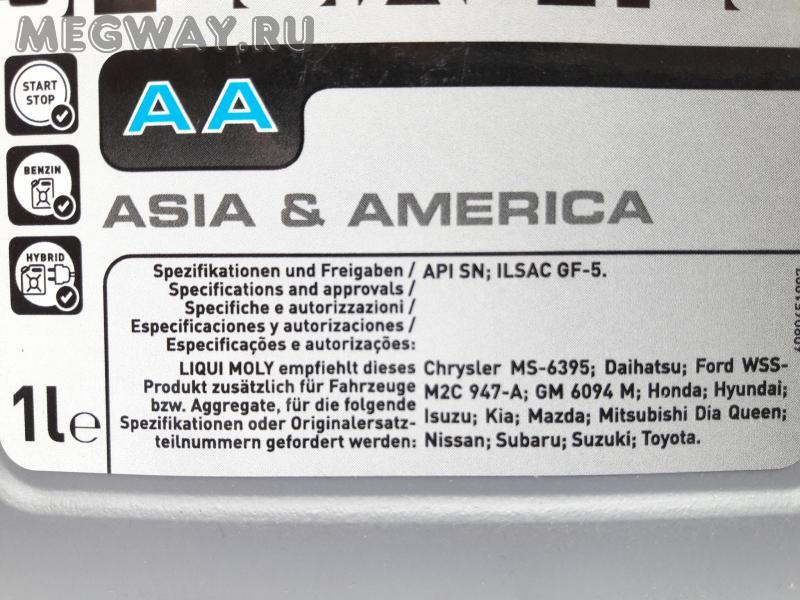 MEGWAY.RU
START
STOP
AA
BENZIN
ASIA & AMERICA
HYBRID
Spezifikationen und Freigaben / API SN; ILSAC GF-5.
Specifications and approvals /
Specifiche e autorizzazioni /
Especificaciones y autorizaciones /
Especificações e autorizações:
LIQUI MOLY empfiehlt dieses Chrysler MS-6395; Daihatsu; Ford WSS-
Produkt zusätzlich für Fahrzeuge M2C 947-A; GM 6094 M; Honda; Hyundai;
bzw. Aggregate, für die folgende Isuzu; Kia; Mazda; Mitsubishi Dia Queen;
Spezifikationen oder Originalersatz- Nissan; Subaru; Suzuki; Toyota.
teilnummern gefordert werden:
1L e